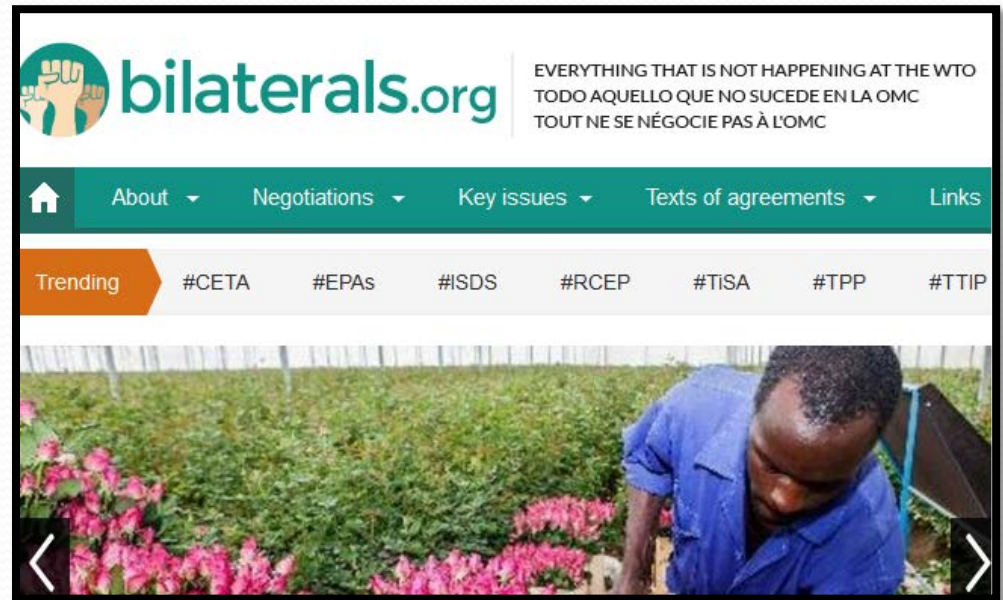 bilaterals.org
EVERYTHING THAT IS NOT HAPPENING AT THE WTO
TODO AQUELLO QUE NO SUCEDE EN LA OMC
TOUT NE SE NÉGOCIE PAS À L'OMC
About Negotiations Key issues Texts of agreements Links
Trending #CETA #EPAs #ISDS #RCEP #TiSA #TPP #TTIP